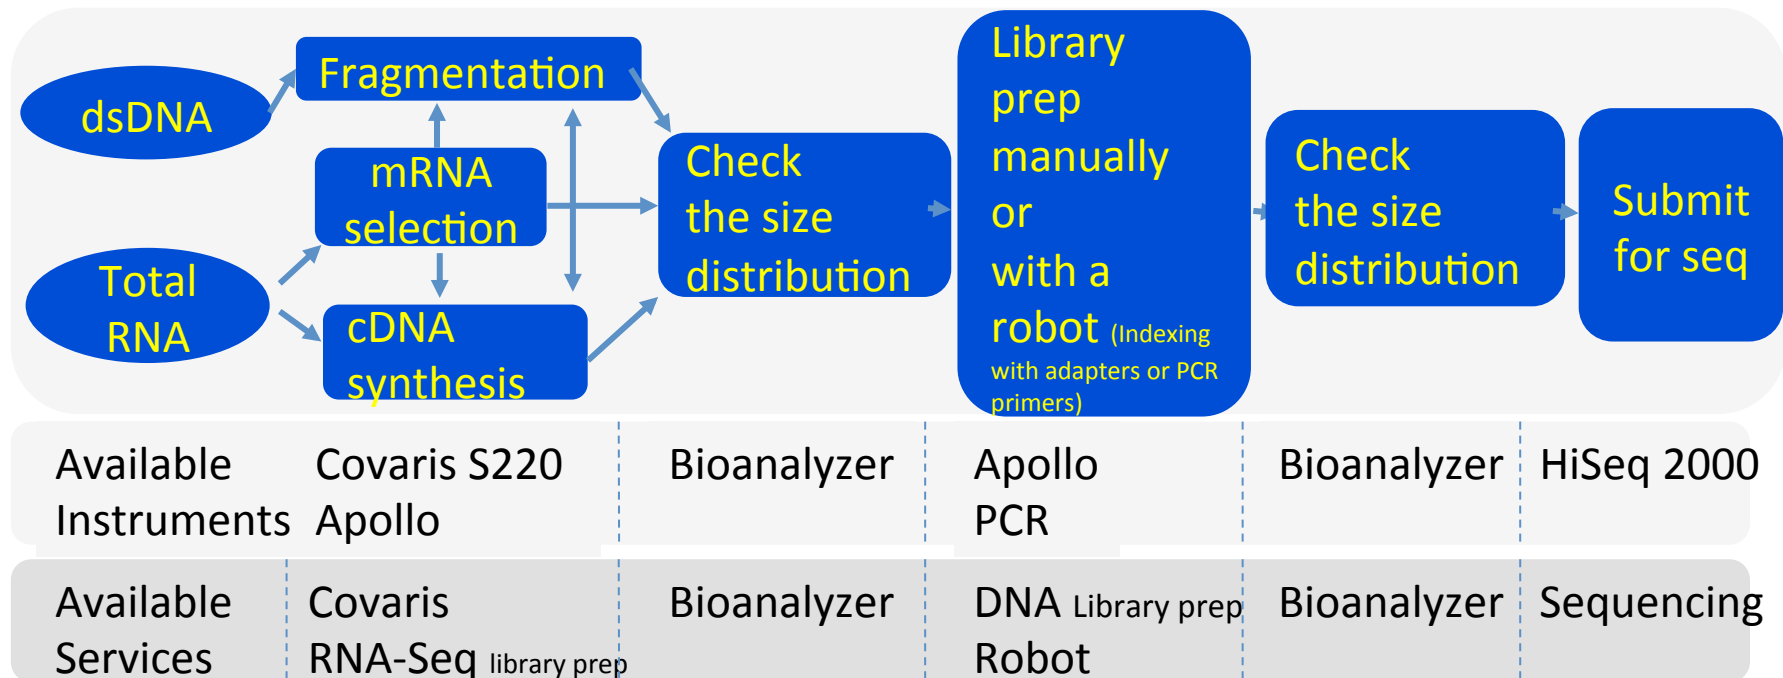 dsDNA
Fragmentation
mRNA
selection
Total
RNA
cDNA
synthesis
Check
the size
distribution
Library
prep
manually
or
with a
robot (Indexing
with adapters or PCR
primers)
Check
the size
distribution
Submit
for seq
Available
Instruments
Covaris S220
Apollo
Bioanalyzer
Apollo
PCR
Bioanalyzer
HiSeq 2000
Available
Services
Covaris
RNA-Seq library prep
Bioanalyzer
DNA Library prep
Robot
Bioanalyzer
Sequencing